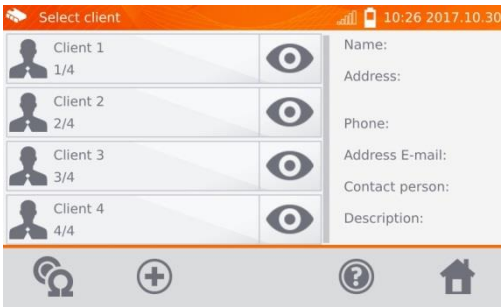 Select client
10:26 2017.10.30
Client 1
1/4
Client 2
2/4
Client 3
3/4
Client 4
4/4
Name:
Address:
Phone:
Address E-mail:
Contact person:
Description: